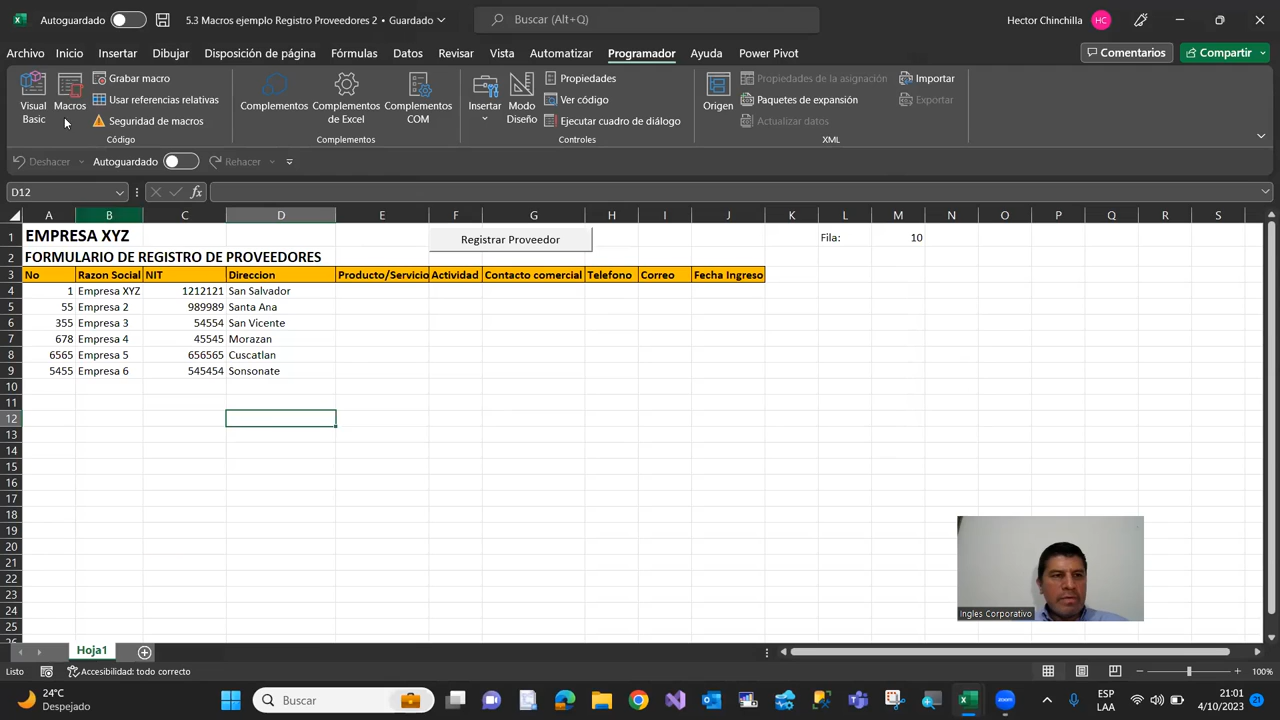 Autoguardado
5.3 Macros ejemplo Registro Proveedores 2 • Guardado
Buscar (Alt+Q)
Hector Chinchilla
HC
Archivo Inicio Insertar Dibujar Disposición de página Fórmulas Datos Revisar Vista Automatizar Programador Ayuda Power Pivot
Comentarios
Compartir
Visual Basic
Macros
Grabar macro
Usar referencias relativas
Seguridad de macros
Código
Complementos
Complementos de Excel
Complementos COM
Complementos
Insertar
Modo Diseño
Propiedades
Ver código
Ejecutar cuadro de diálogo
Controles
Origen
Propiedades de la asignación
Paquetes de expansión
Actualizar datos
Importar
Exportar
XML
Deshacer Autoguardado Rehacer
D12
fx
A B C D E F G H I J K L M N O P Q R S
1 EMPRESA XYZ Registrar Proveedor Fila: 10
2 FORMULARIO DE REGISTRO DE PROVEEDORES
3 No Razon Social NIT Direccion Producto/Servicio Actividad Contacto comercial Telefono Correo Fecha Ingreso
4 1 Empresa XYZ 1212121 San Salvador
5 55 Empresa 2 989989 Santa Ana
6 355 Empresa 3 54554 San Vicente
7 678 Empresa 4 45545 Morazan
8 6565 Empresa 5 656565 Cuscatlan
9 5455 Empresa 6 545454 Sonsonate
10
11
12
13
14
15
16
17
18
19
20
21
22
23
24
25
26
Ingles Corporativo
Hoja1
Listo
Accesibilidad: todo correcto
100%
24°C
Despejado
Buscar
ESP
LAA
21:01
4/10/2023
21